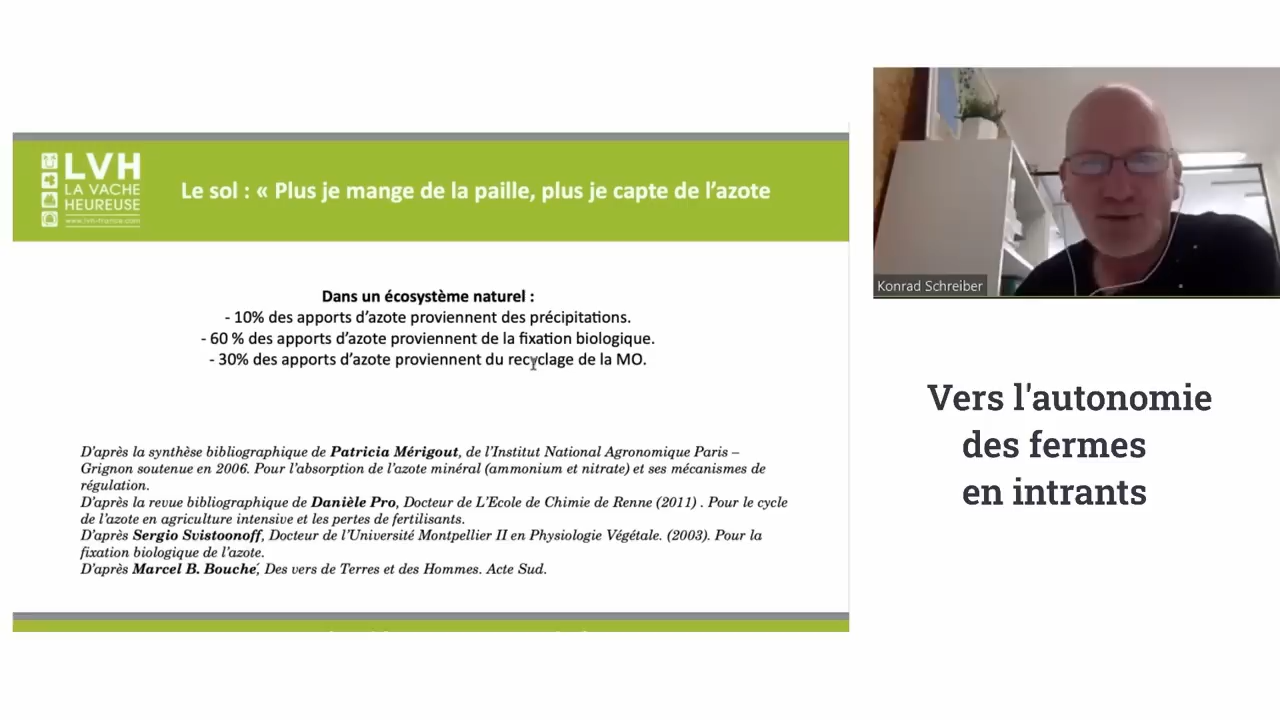 LVH
LA VACHE
HEUREUSE
Le sol : « Plus je mange de la paille, plus je capte de l’azote
Dans un écosystème naturel :
- 10% des apports d’azote proviennent des précipitations.
- 60 % des apports d’azote proviennent de la fixation biologique.
- 30% des apports d’azote proviennent du recyclage de la MO.
D’après la synthèse bibliographique de Patricia Mérigout, de l’Institut National Agronomique Paris –
Grignon soutenue en 2006. Pour l’absorption de l’azote minéral (ammonium et nitrate) et ses mécanismes de
régulation.
D’après la revue bibliographique de Danièle Pro, Docteur de L’Ecole de Chimie de Renne (2011) . Pour le cycle
de l’azote en agriculture intensive et les pertes de fertilisants.
D’après Sergio Svistoonoff, Docteur de l’Université Montpellier II en Physiologie Végétale. (2003). Pour la
fixation biologique de l’azote.
D’après Marcel B. Bouché, Des vers de Terres et des Hommes. Acte Sud.
Konrad Schreiber
Vers l'autonomie
des fermes
en intrants